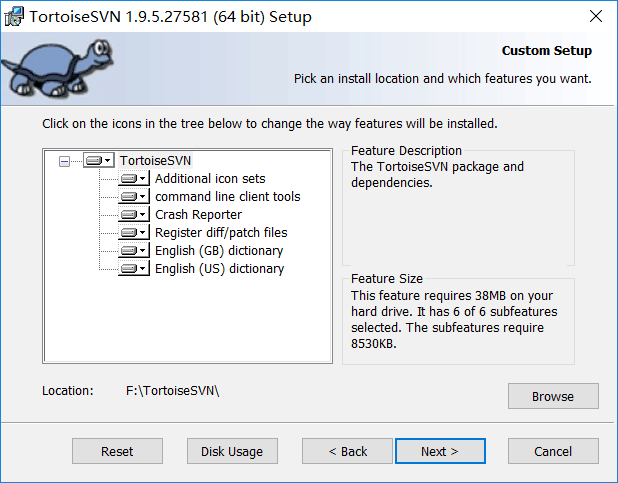 TortoiseSVN 1.9.5.27581 (64 bit) Setup
Custom Setup
Pick an install location and which features you want.
Click on the icons in the tree below to change the way features will be installed.
TortoiseSVN
Additional icon sets
command line client tools
Crash Reporter
Register diff/patch files
English (GB) dictionary
English (US) dictionary
Feature Description
The TortoiseSVN package and
dependencies.
Feature Size
This feature requires 38MB on your
hard drive. It has 6 of 6 subfeatures
selected. The subfeatures require
8530KB.
Location: F:\TortoiseSVN\
Browse
Reset Disk Usage < Back Next > Cancel